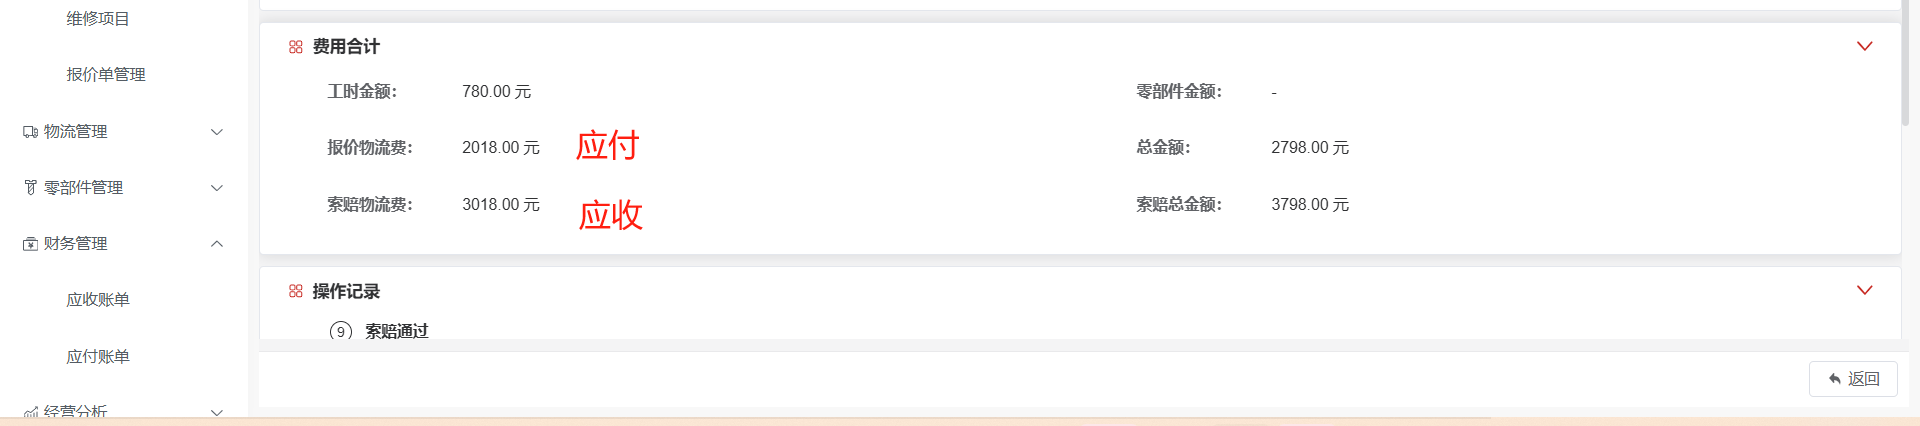 维修项目
报价单管理
物流管理
零部件管理
财务管理
应收账单
应付账单
经营分析
费用合计
工时金额： 780.00 元 零部件金额： -
报价物流费： 2018.00 元 应付 总金额： 2798.00 元
索赔物流费： 3018.00 元 应收 索赔总金额： 3798.00 元
操作记录
9 索赔通过
返回